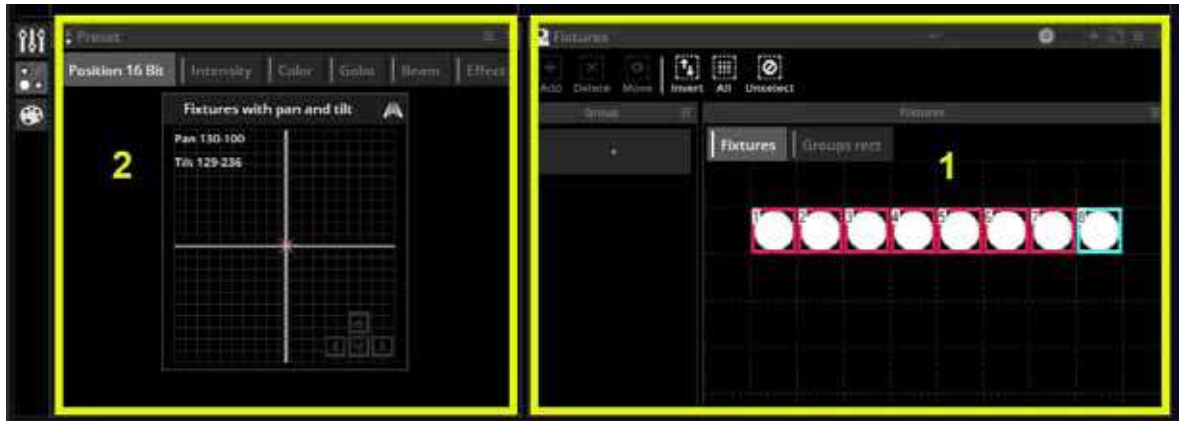 Preset
Position 16 Bit Intensity Color Gobo Beam Effect
Fixtures with pan and tilt
Pan 130-100
Tilt 129-236
2
Fixtures
Add Delete Move Invert All Unselect
Group Fixtures
Fixtures Groups rect
1
1 2 3 4 5 6 7 8